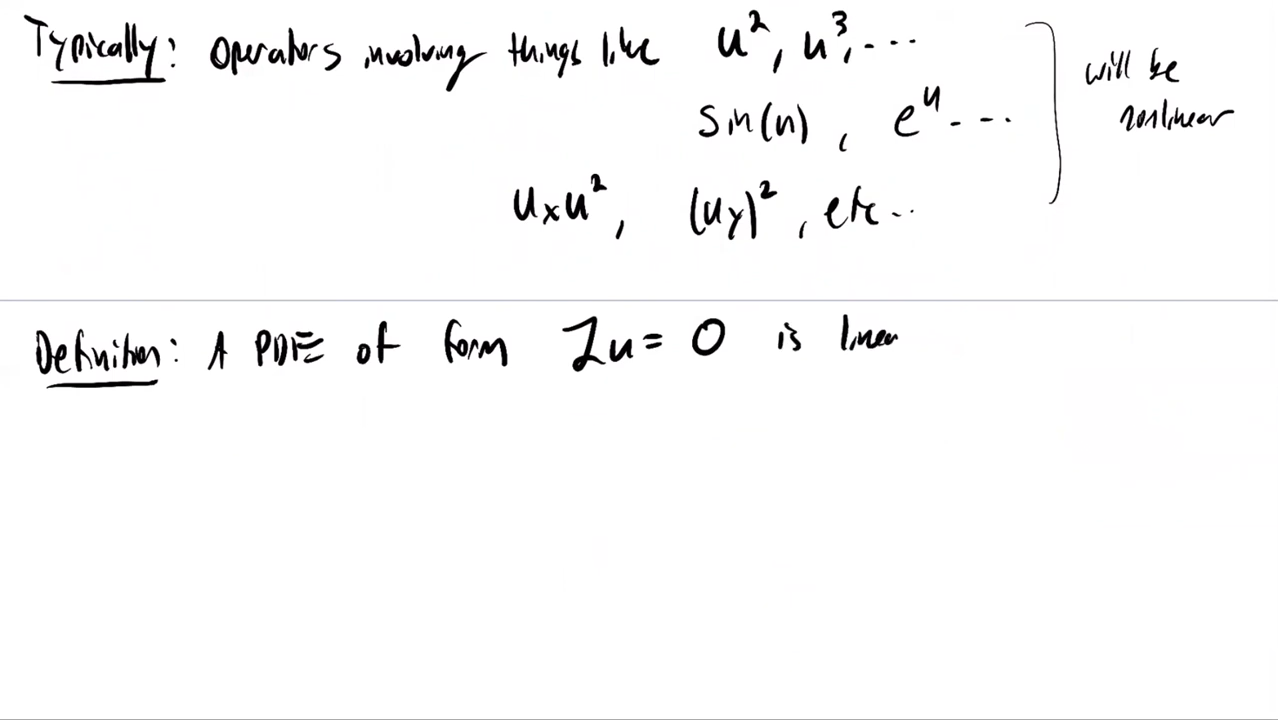 Typically: Operators involving things like u², u³, ...
sin(u), e^u ...
will be
nonlinear
u_x u², (u_y)², etc..
Definition: A PDE of form Lu = 0 is linear